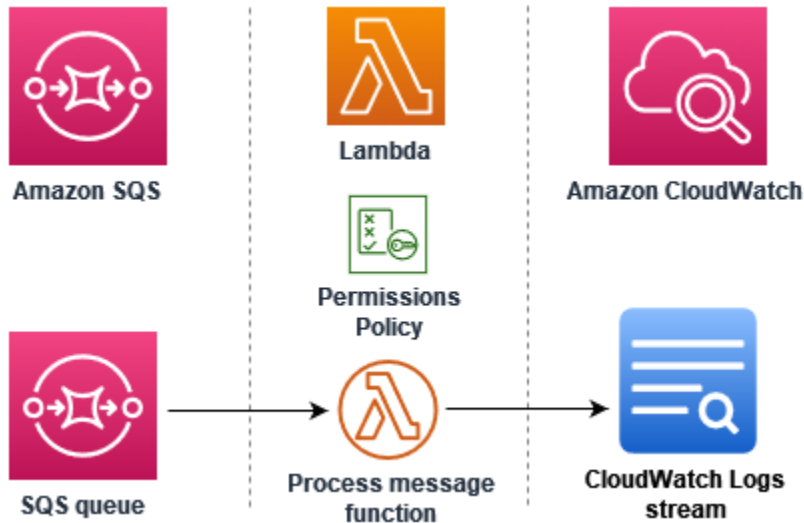 Amazon SQS
Lambda
Amazon CloudWatch
Permissions
Policy
SQS queue
Process message
function
CloudWatch Logs
stream